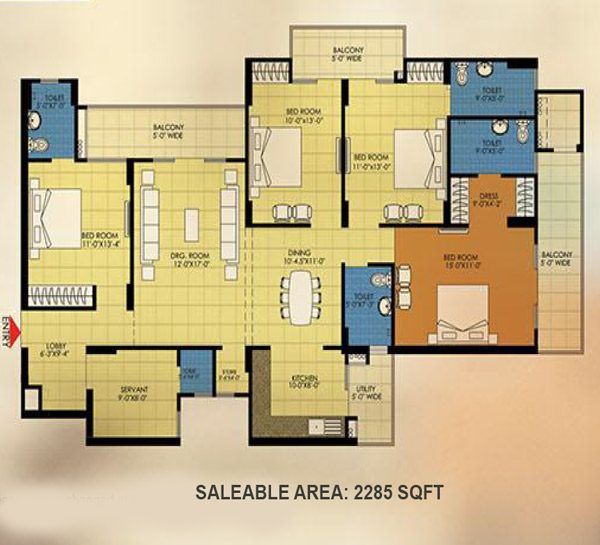 BALCONY
5'-0" WIDE
TOILET
5'-0"X7'-0"
BALCONY
5'-0" WIDE
BED ROOM
10'-0"X13'-0"
BED ROOM
11'-0"X13'-0"
TOILET
9'-0"X5'-0"
TOILET
9'-0"X5'-0"
DRESS
9'-0"X4'-2"
BED ROOM
11'-0"X13'-4"
DRG. ROOM
12'-0"X17'-0"
DINING
10'-4.5"X11'-0"
BED ROOM
15'-0"X11'-0"
BALCONY
5'-0" WIDE
TOILET
5'-0"X7'-3"
ENTRY
LOBBY
6'-3"X9'-4"
SERVANT
9'-0"X8'-0"
STORE
KITCHEN
10'-0"X8'-0"
UTILITY
5'-0" WIDE
SALEABLE AREA: 2285 SQFT